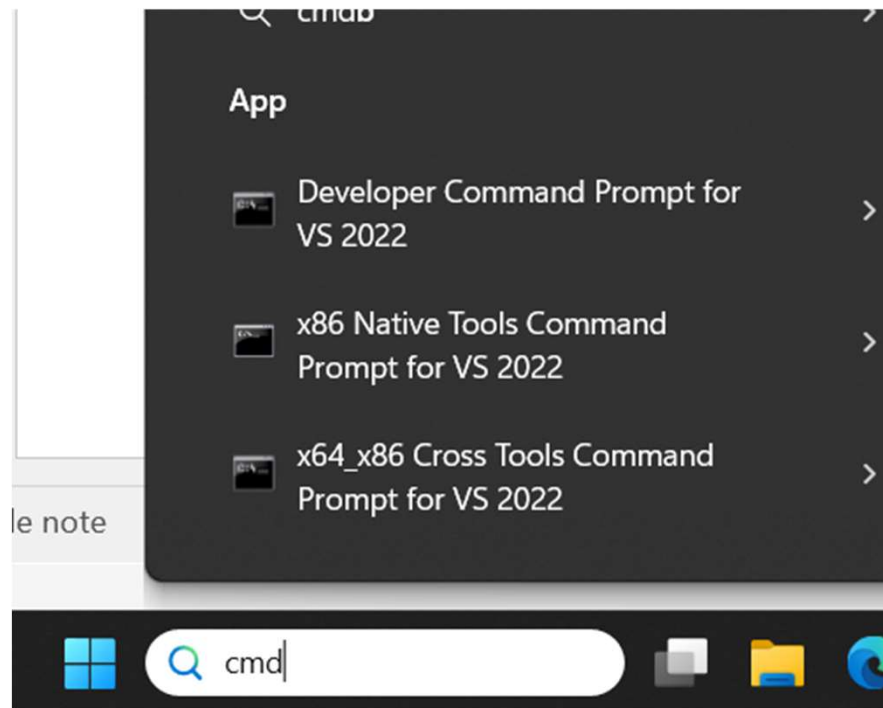 cmdb
App
Developer Command Prompt for
VS 2022
x86 Native Tools Command
Prompt for VS 2022
x64_x86 Cross Tools Command
Prompt for VS 2022
le note
cmd